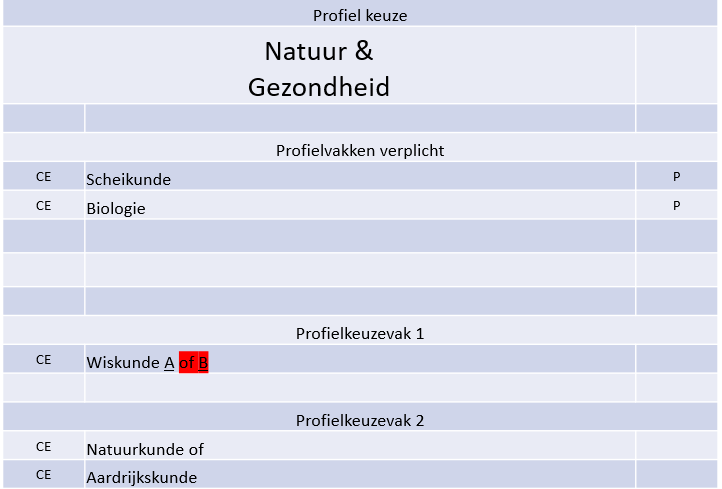 Profiel keuze
Natuur &
Gezondheid
Profielvakken verplicht
CE Scheikunde P
CE Biologie P
Profielkeuzevak 1
CE Wiskunde A of B
Profielkeuzevak 2
CE Natuurkunde of
CE Aardrijkskunde